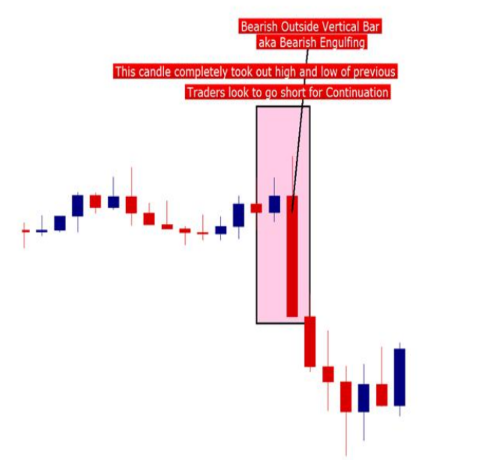 Bearish Outside Vertical Bar
aka Bearish Engulfing
This candle completely took out high and low of previous
Traders look to go short for Continuation